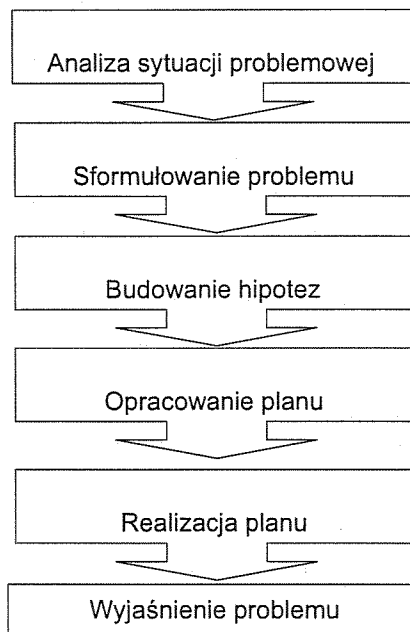 Analiza sytuacji problemowej
Sformułowanie problemu
Budowanie hipotez
Opracowanie planu
Realizacja planu
Wyjaśnienie problemu